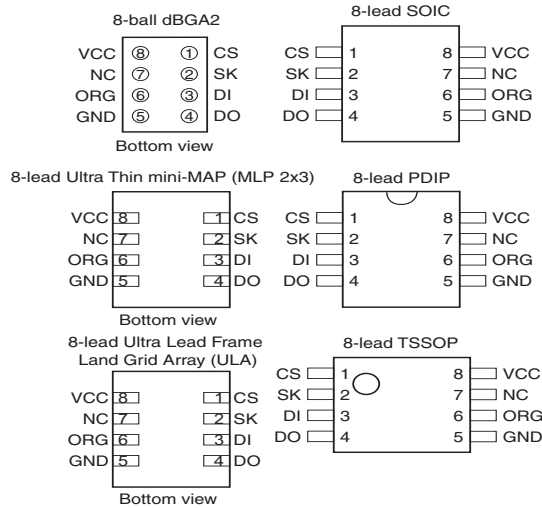 8-ball dBGA2
VCC 8 1 CS
NC 7 2 SK
ORG 6 3 DI
GND 5 4 DO
Bottom view
8-lead SOIC
CS 1 8 VCC
SK 2 7 NC
DI 3 6 ORG
DO 4 5 GND
8-lead Ultra Thin mini-MAP (MLP 2x3)
VCC 8 1 CS
NC 7 2 SK
ORG 6 3 DI
GND 5 4 DO
Bottom view
8-lead PDIP
CS 1 8 VCC
SK 2 7 NC
DI 3 6 ORG
DO 4 5 GND
8-lead Ultra Lead Frame
Land Grid Array (ULA)
VCC 8 1 CS
NC 7 2 SK
ORG 6 3 DI
GND 5 4 DO
Bottom view
8-lead TSSOP
CS 1 8 VCC
SK 2 7 NC
DI 3 6 ORG
DO 4 5 GND